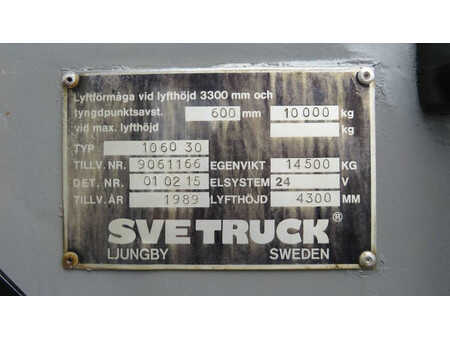 Lyftförmåga vid lyfthöjd 3300 mm och
tyngdpunktsavst. 600 mm 10 000 kg
vid max. lyfthöjd kg
TYP 1060 30
TILLV. NR. 9061166 EGENVIKT 14500 KG
DET. NR. 01 02 15 ELSYSTEM 24 V
TILLV. ÅR 1989 LYFTHÖJD 4300 MM
SVETRUCK ®
LJUNGBY SWEDEN